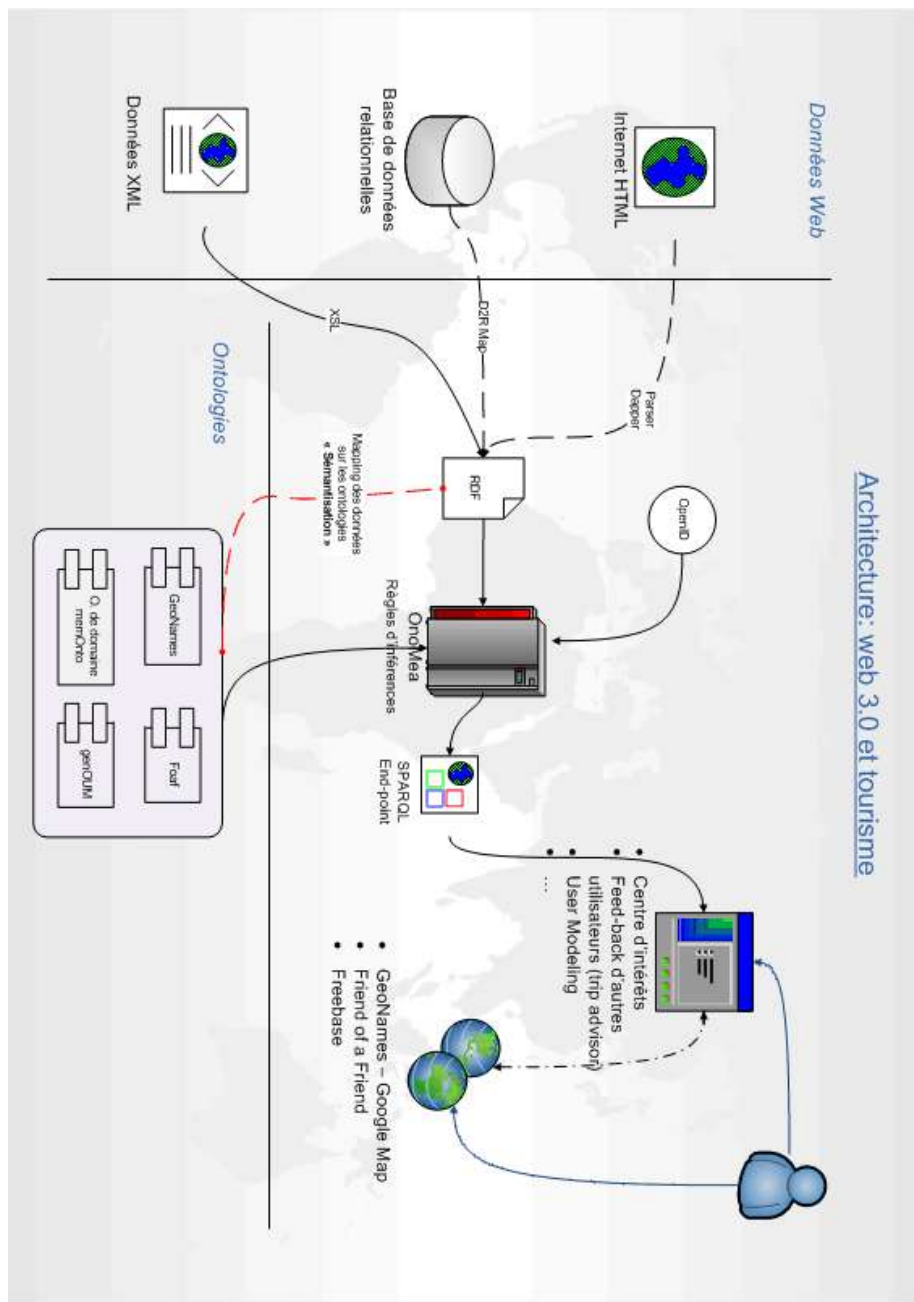 Architecture: web 3.0 et tourisme
Données Web
Internet HTML
Base de données
relationnelles
Données XML
Parser
Dapper
D2R Map
XSL
OpenID
RDF
Mapping des données
sur les ontologies
« Sémantisation »
OnoMea
Règles d'inférences
SPARQL
End-point
• Centre d'intérêts
• Feed-back d'autres
utilisateurs (trip advisor)
• User Modeling
• ...
• GeoNames – Google Map
• Friend of a Friend
• Freebase
Ontologies
GeoNames
Foaf
O. de domaine
memOnto
genOUM